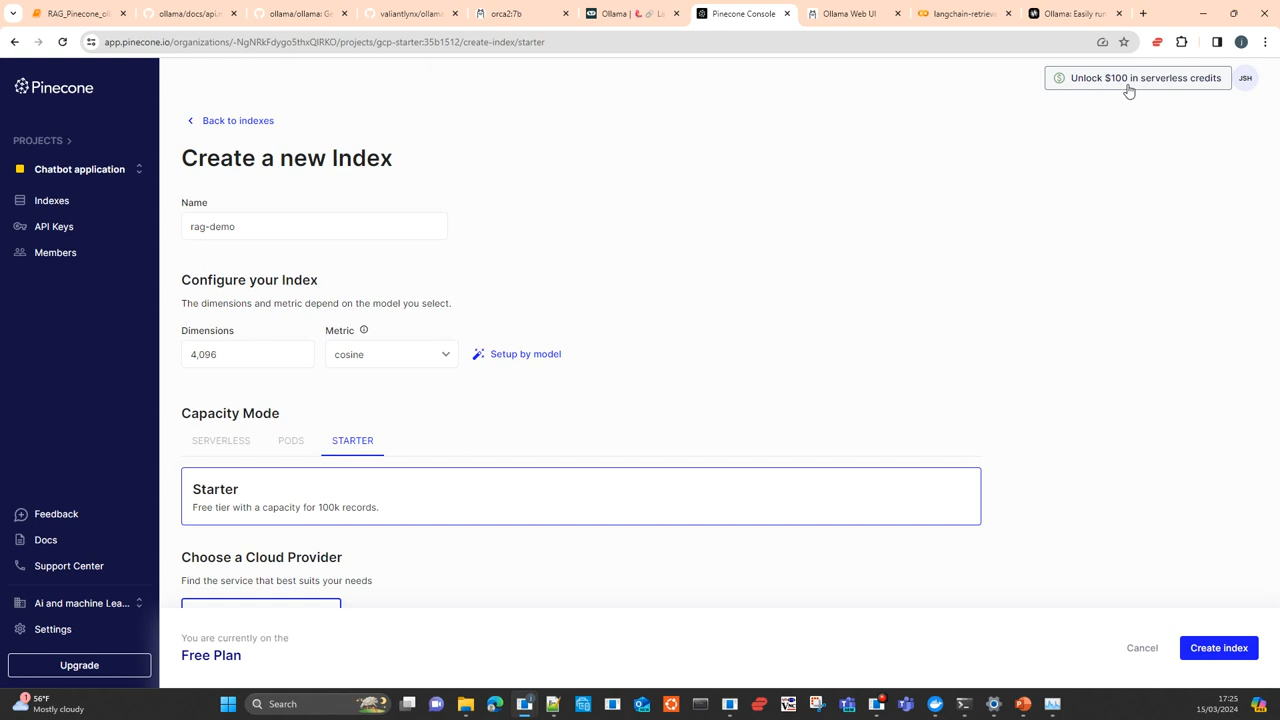 RAG_Pinecone_oll
ollama/docs/api.m
ollama/ollama: Ge
valiantlynx/ollama
orca2:7b
Ollama | 🦜️🔗 La
Pinecone Console
Ollama Web UI
langchain-retrieva
Ollama: Easily run
app.pinecone.io/organizations/-NgNRkFdygo5thxQIRKO/projects/gcp-starter:35b1512/create-index/starter
Pinecone
Unlock $100 in serverless credits
JSH
PROJECTS
Chatbot application
Indexes
API Keys
Members
Back to indexes
Create a new Index
Name
rag-demo
Configure your Index
The dimensions and metric depend on the model you select.
Dimensions
Metric
4,096
cosine
Setup by model
Capacity Mode
SERVERLESS
PODS
STARTER
Starter
Free tier with a capacity for 100k records.
Choose a Cloud Provider
Find the service that best suits your needs
Feedback
Docs
Support Center
Ai and machine Lea...
Settings
Upgrade
You are currently on the
Free Plan
Cancel
Create index
56°F
Mostly cloudy
Search
17:25
15/03/2024